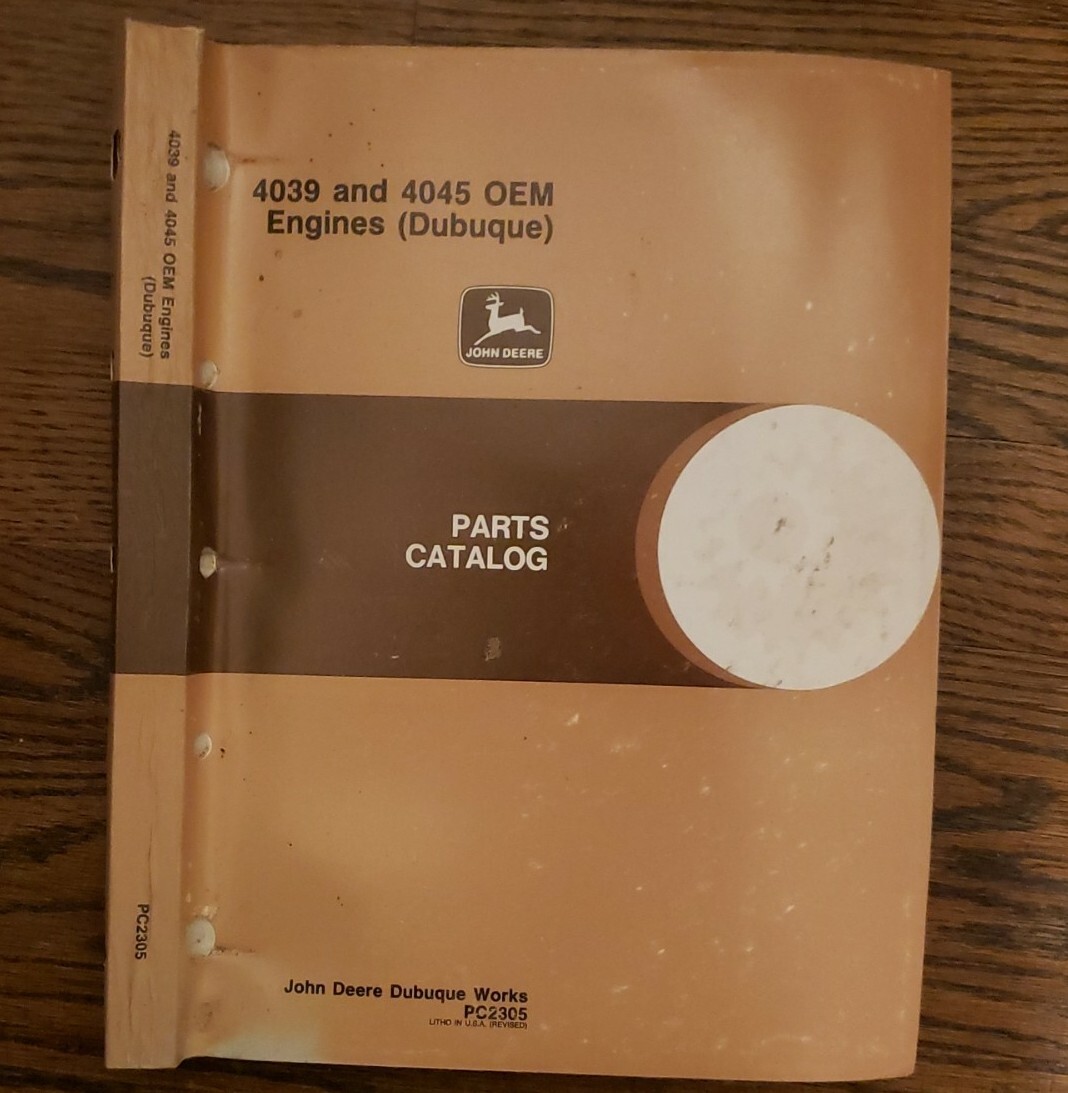 4039 and 4045 OEM Engines
(Dubuque)
PC2305
4039 and 4045 OEM
Engines (Dubuque)
JOHN DEERE
PARTS
CATALOG
John Deere Dubuque Works
PC2305
LITHO IN U.S.A. (REVISED)